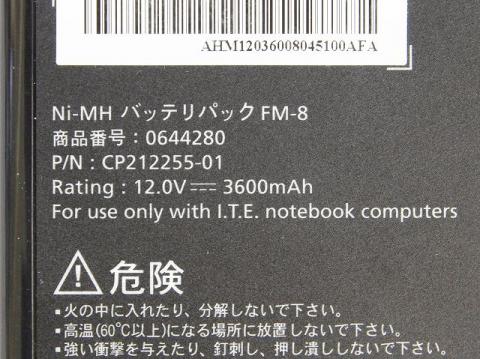 AHM12036008045100AFA
Ni-MH バッテリパック FM-8
商品番号：0644280
P/N : CP212255-01
Rating : 12.0V⎓3600mAh
For use only with I.T.E. notebook computers
⚠危険
▪火の中に入れたり、分解しないで下さい。
▪高温(60℃以上)になる場所に放置しないで下さい。
▪強い衝撃を与えたり、釘刺し、押し潰ししないで下さい。